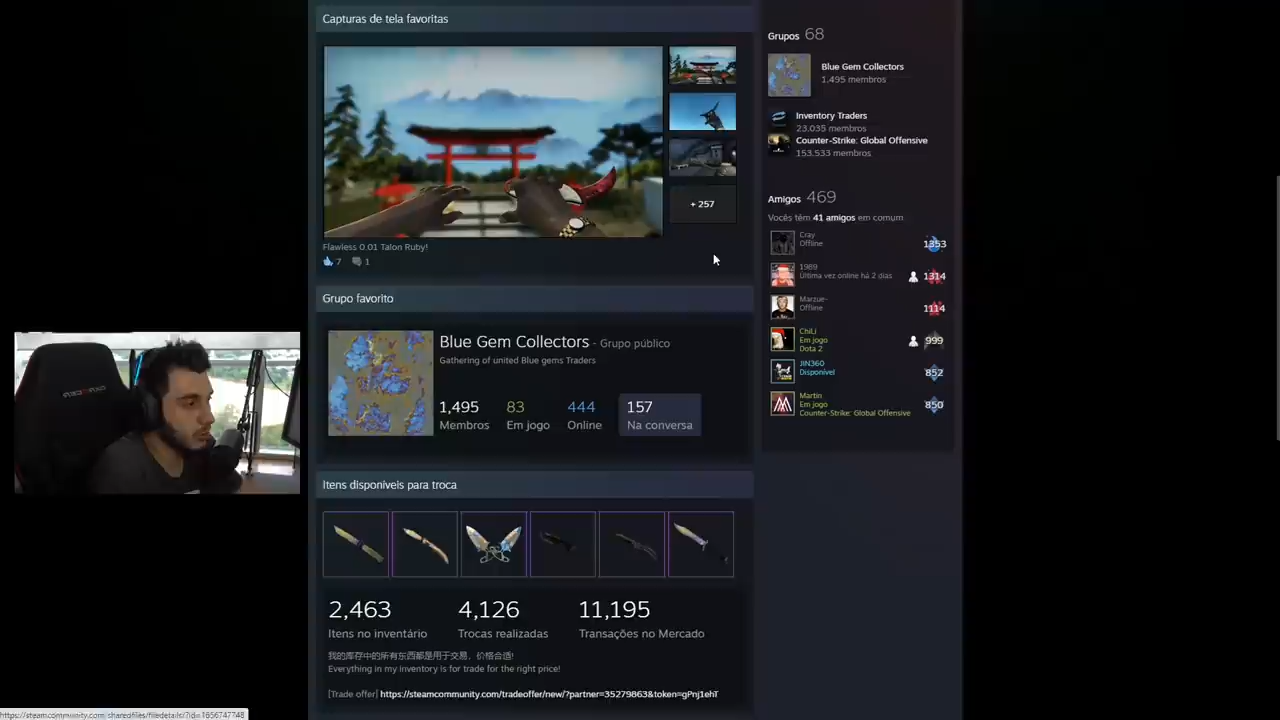 Capturas de tela favoritas
+ 257
Flawless 0.01 Talon Ruby!
7 1
Grupo favorito
Blue Gem Collectors - Grupo público
Gathering of united Blue gems Traders
1,495 83 444 157
Membros Em jogo Online Na conversa
Itens disponíveis para troca
2,463 4,126 11,195
Itens no inventário Trocas realizadas Transações no Mercado
我的库存中的所有东西都是用于交易，价格合适!
Everything in my inventory is for trade for the right price!
[Trade offer] https://steamcommunity.com/tradeoffer/new/?partner=35279863&token=gPnj1ehT
Grupos 68
Blue Gem Collectors
1.495 membros
Inventory Traders
23.035 membros
Counter-Strike: Global Offensive
153.533 membros
Amigos 469
Vocês têm 41 amigos em comum
Cray
Offline
1353
1989
Última vez online há 2 dias
1314
Marzue-
Offline
1114
ChiLi
Em jogo
Dota 2
999
JIN360
Disponível
852
Martin
Em jogo
Counter-Strike: Global Offensive
850
https://steamcommunity.com/sharedfiles/filedetails/?id=1656747748